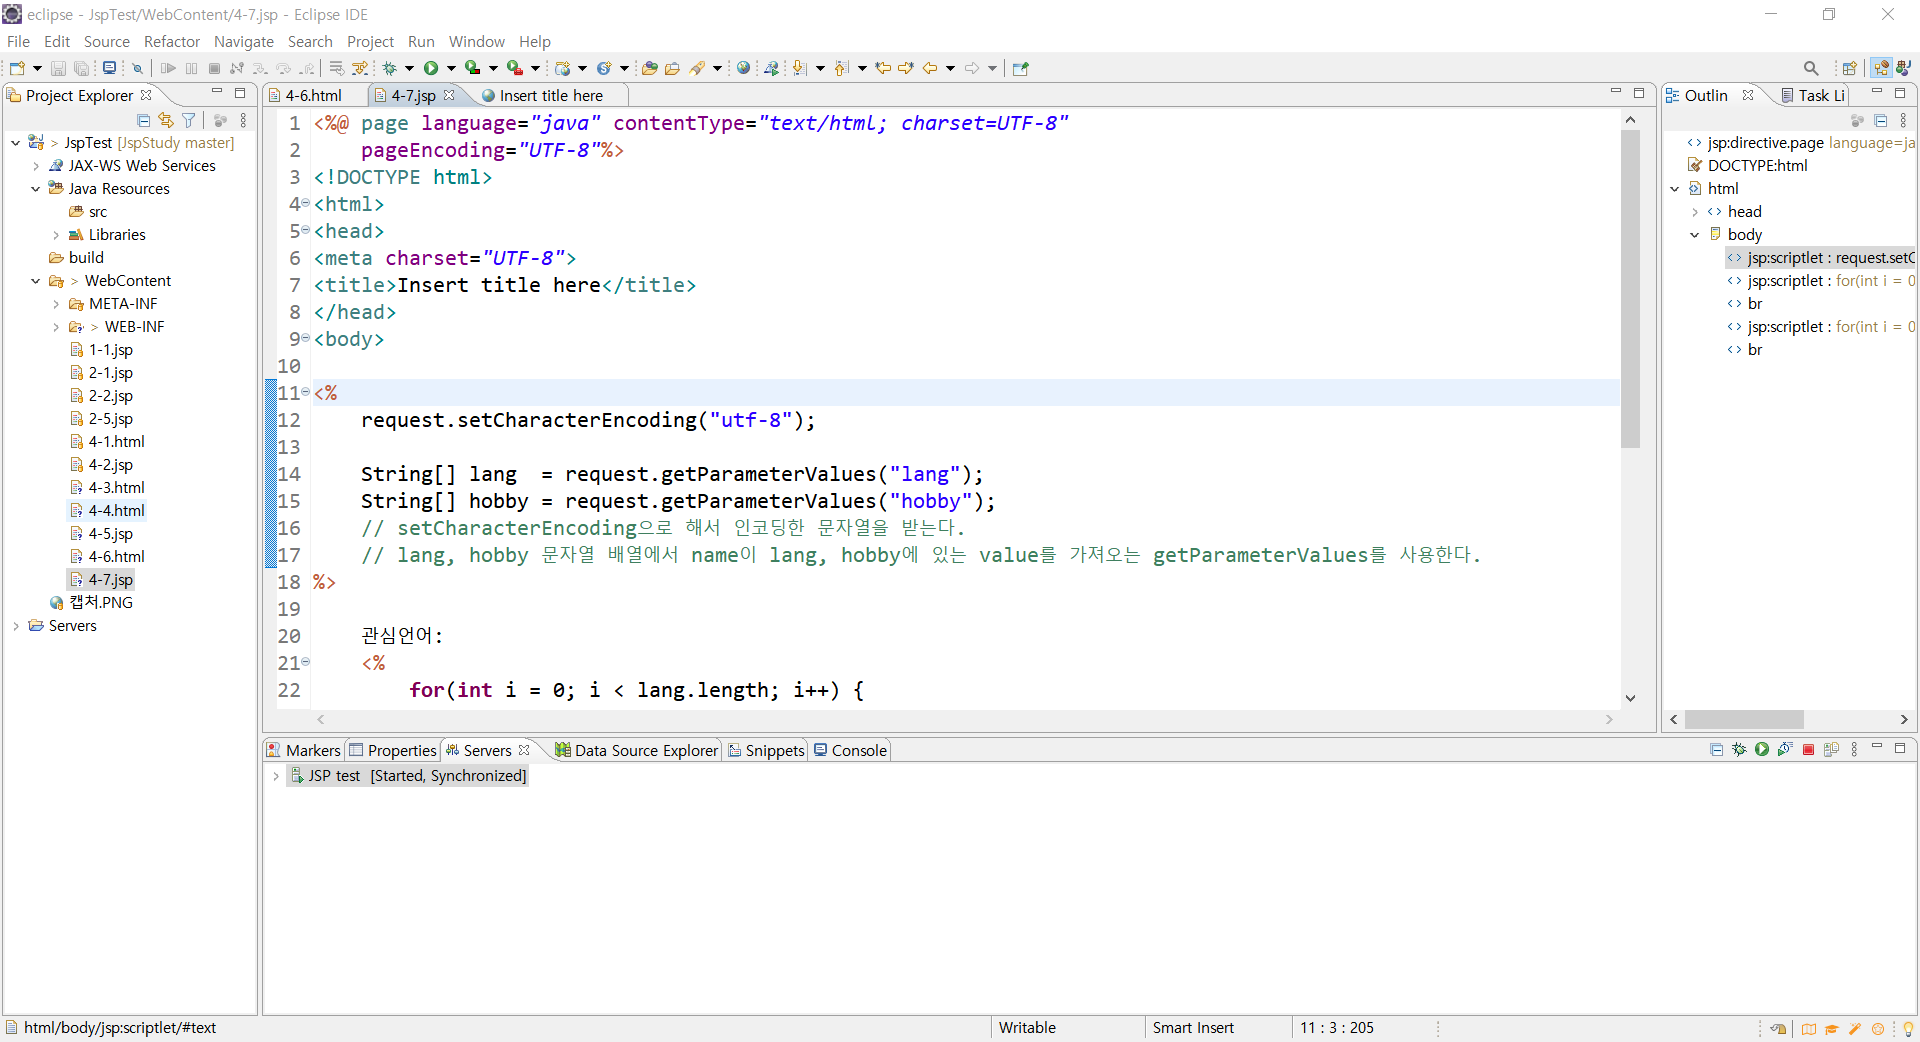 eclipse - JspTest/WebContent/4-7.jsp - Eclipse IDE
File Edit Source Refactor Navigate Search Project Run Window Help
Project Explorer
JspTest [JspStudy master]
JAX-WS Web Services
Java Resources
src
Libraries
build
> WebContent
META-INF
> WEB-INF
1-1.jsp
2-1.jsp
2-2.jsp
2-5.jsp
4-1.html
4-2.jsp
4-3.html
4-4.html
4-5.jsp
4-6.html
4-7.jsp
캡처.PNG
Servers
4-6.html 4-7.jsp Insert title here
1 <%@ page language="java" contentType="text/html; charset=UTF-8"
2 pageEncoding="UTF-8"%>
3 <!DOCTYPE html>
4 <html>
5 <head>
6 <meta charset="UTF-8">
7 <title>Insert title here</title>
8 </head>
9 <body>
10
11 <%
12 request.setCharacterEncoding("utf-8");
13
14 String[] lang = request.getParameterValues("lang");
15 String[] hobby = request.getParameterValues("hobby");
16 // setCharacterEncoding으로 해서 인코딩한 문자열을 받는다.
17 // lang, hobby 문자열 배열에서 name이 lang, hobby에 있는 value를 가져오는 getParameterValues를 사용한다.
18 %>
19
20 관심언어:
21 <%
22 for(int i = 0; i < lang.length; i++) {
Outlin Task Li
jsp:directive.page language=ja
DOCTYPE:html
html
head
body
jsp:scriptlet : request.setC
jsp:scriptlet : for(int i = 0
br
jsp:scriptlet : for(int i = 0
br
Markers Properties Servers Data Source Explorer Snippets Console
JSP test [Started, Synchronized]
html/body/jsp:scriptlet/#text Writable Smart Insert 11 : 3 : 205